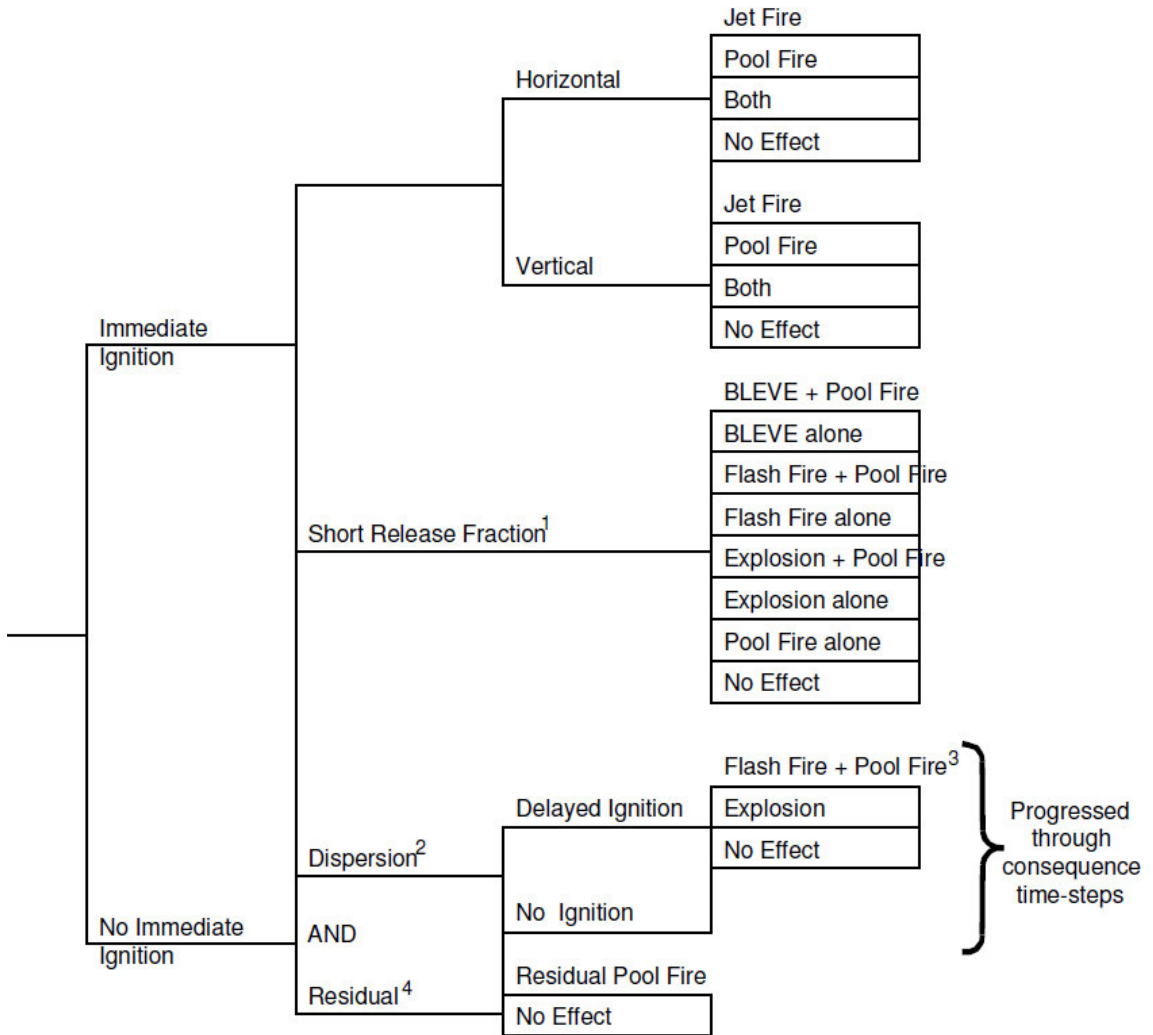 Jet Fire
Pool Fire
Horizontal
Both
No Effect
Jet Fire
Pool Fire
Vertical
Both
No Effect
Immediate
Ignition
BLEVE + Pool Fire
BLEVE alone
Flash Fire + Pool Fire
Flash Fire alone
Short Release Fraction¹
Explosion + Pool Fire
Explosion alone
Pool Fire alone
No Effect
Flash Fire + Pool Fire³
Delayed Ignition
Explosion
No Effect
Dispersion²
No Ignition
No Immediate
Ignition
AND
Residual⁴
Residual Pool Fire
No Effect
Progressed
through
consequence
time-steps